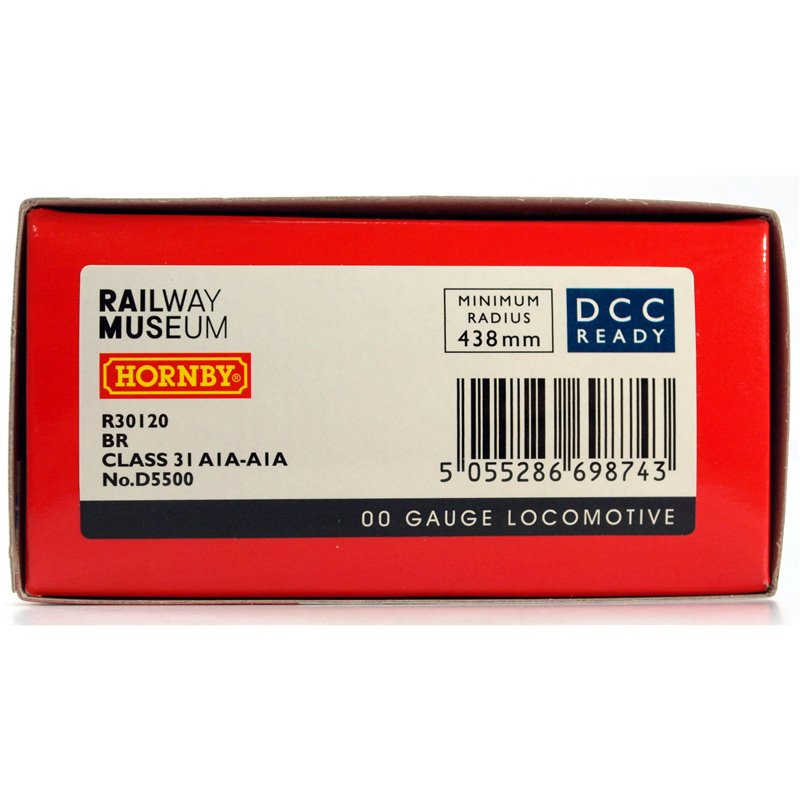 RAILWAY
MUSEUM
HORNBY®
R30120
BR
CLASS 31 A1A-A1A
No.D5500
MINIMUM
RADIUS
438mm
DCC
READY
5 055286 698743
00 GAUGE LOCOMOTIVE